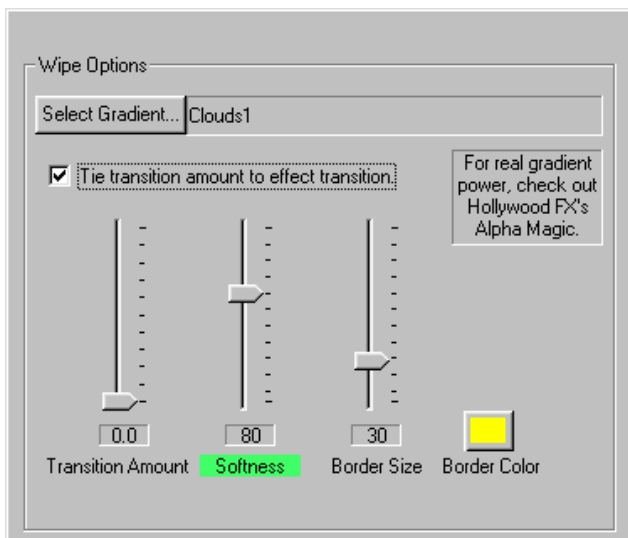 Wipe Options
Select Gradient... Clouds1
Tie transition amount to effect transition.
For real gradient
power, check out
Hollywood FX's
Alpha Magic.
0.0 80 30
Transition Amount Softness Border Size Border Color